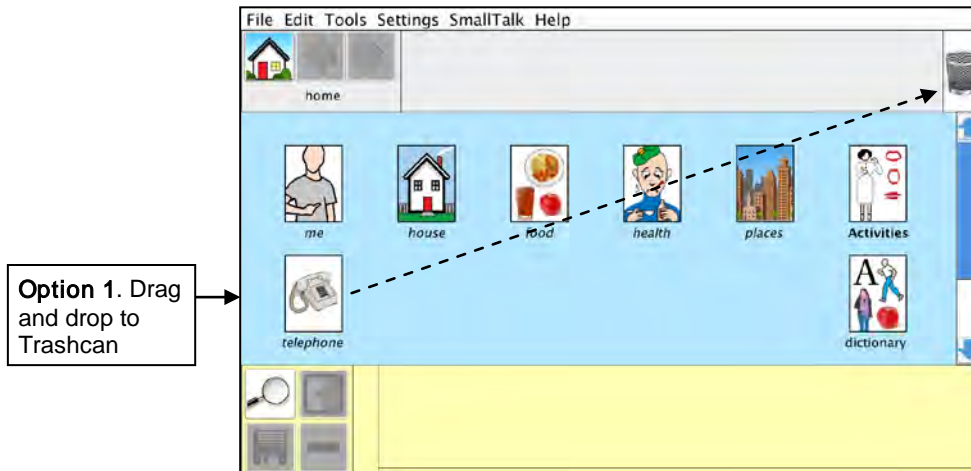 File Edit Tools Settings SmallTalk Help
home
me house food health places Activities
Option 1. Drag
and drop to
Trashcan
A
telephone dictionary